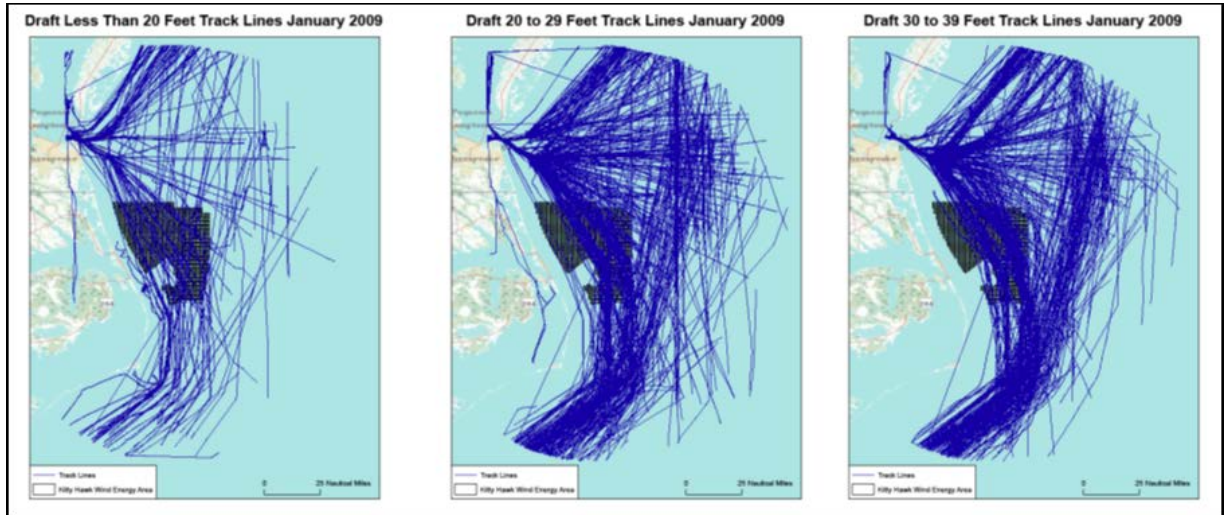 Draft Less Than 20 Feet Track Lines January 2009
Draft 20 to 29 Feet Track Lines January 2009
Draft 30 to 39 Feet Track Lines January 2009
Track Lines
Kitty Hawk Wind Energy Area
0 25 Nautical Miles
Track Lines
Kitty Hawk Wind Energy Area
0 25 Nautical Miles
Track Lines
Kitty Hawk Wind Energy Area
0 25 Nautical Miles